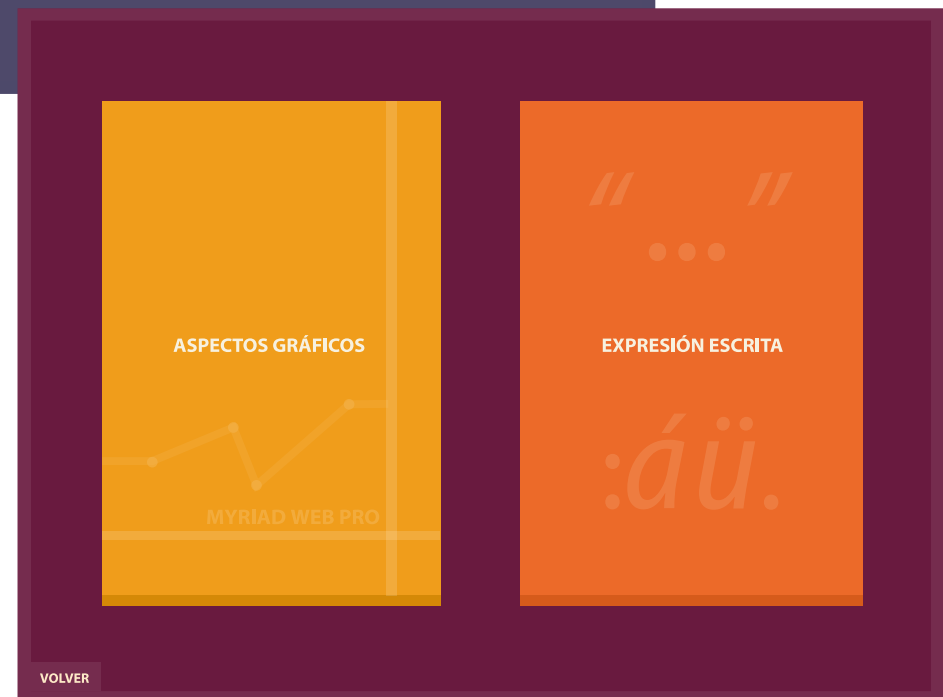 ASPECTOS GRÁFICOS
MYRIAD WEB PRO
“ ”
...
EXPRESIÓN ESCRITA
:áü.
VOLVER